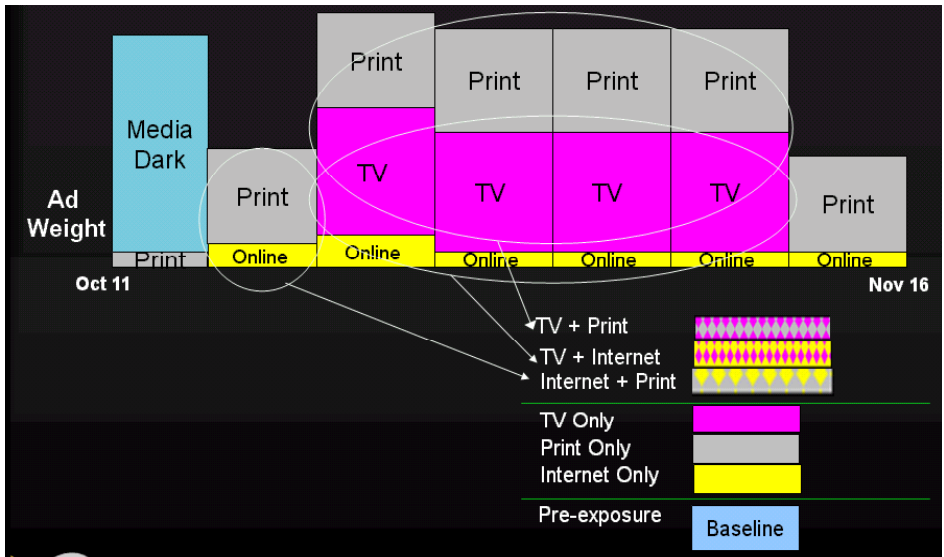 Print
Print
Print
Print
Media
Dark
TV
Print
TV
TV
TV
Print
Ad
Weight
Print
Online
Online
Online
Online
Online
Online
Oct 11
Nov 16
TV + Print
TV + Internet
Internet + Print
TV Only
Print Only
Internet Only
Pre-exposure
Baseline